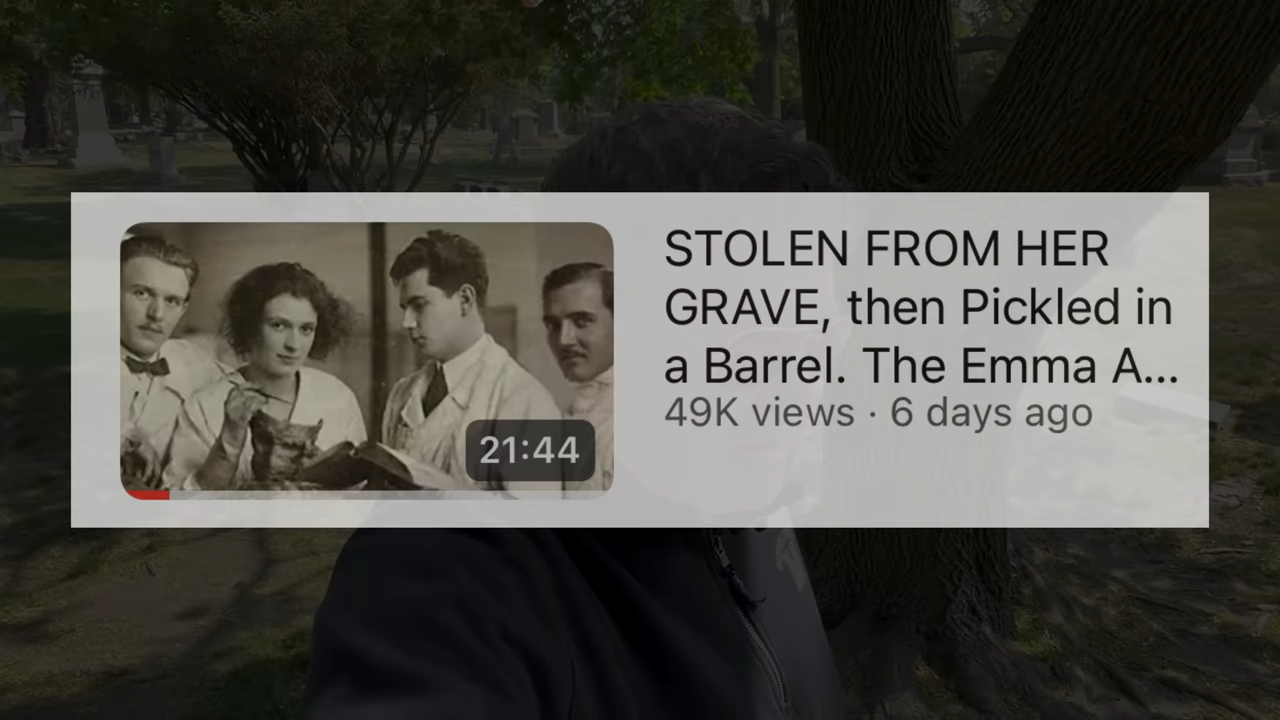 STOLEN FROM HER
GRAVE, then Pickled in
a Barrel. The Emma A...
49K views · 6 days ago
21:44